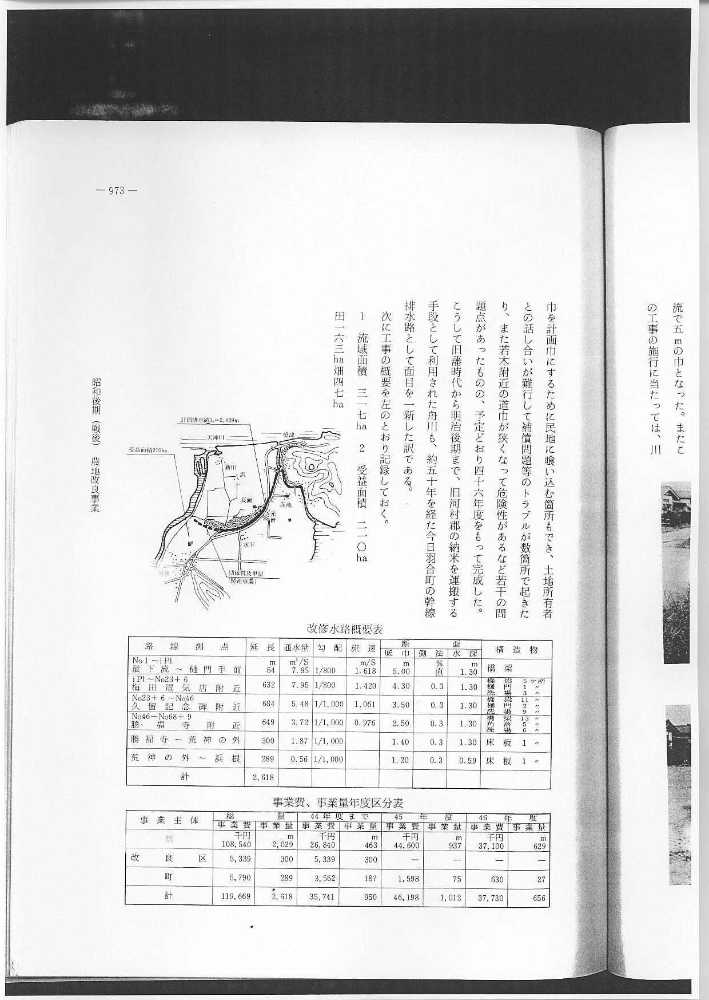 流で五mの巾となった。またこ
の工事の施行に当たっては、川
巾を計画巾にするために民地に喰い込む箇所もでき、土地所有者
との話し合いが難行して補償問題等のトラブルが数箇所で起きた
り、また若木附近の道巾が狭くなって危険性があるなど若干の問
題点があったものの、予定どおり四十六年度をもって完成した。
こうして旧藩時代から明治後期まで、旧河村郡の納米を運搬する
手段として利用された舟川も、約五十年を経た今日羽合町の幹線
排水路として面目を一新した訳である。
次に工事の概要を左のとおり記録しておく。
1 流域面積 三一七ha 2 受益面積 二一〇ha
田一六三ha畑四七ha
計画排水路L=2,029m
天神川
橋津
受益面積210ha
新川
浜
長瀬
赤池
光吉
水下
田後
団体営及単県
(関連事業)
改修水路概要表
路線測点 延長 通水量 勾配 流速 断面 構造物
底巾 側法 水深
No1~iP1 m m³/S m/S m % m
最下流~樋門手前 64 7.95 1/800 1.618 5.00 直 1.30 橋梁
iP1~No23+6 橋梁 5ヶ所
梅田電気店附近 632 7.95 1/800 1.420 4.30 0.3 1.30 樋門 1 〃
洗場 3 〃
No23+6~No46 橋梁 11 〃
久留記念碑附近 684 5.48 1/1,000 1.061 3.50 0.3 1.30 樋門 2 〃
洗場 9 〃
No46~No68+9 橋梁 13 〃
勝福寺附近 649 3.72 1/1,000 0.976 2.50 0.3 1.30 角落 5 〃
洗場 6 〃
勝福寺~荒神の外 300 1.87 1/1,000 1.40 0.3 1.30 床板 1 〃
荒神の外~浜根 289 0.56 1/1,000 1.20 0.3 0.59 床板 1 〃
計 2,618
事業費、事業量年度区分表
事業主体 総量 44年度まで 45年度 46年度
事業費 事業量 事業費 事業量 事業費 事業量 事業費 事業量
千円 m 千円 m 千円 m 千円 m
県 108,540 2,029 26,840 463 44,600 937 37,100 629
改良区 5,339 300 5,339 300 — — — —
町 5,790 289 3,562 187 1,598 75 630 27
計 119,669 2,618 35,741 950 46,198 1,012 37,730 656
昭和後期(戦後) 農地改良事業
— 973 —